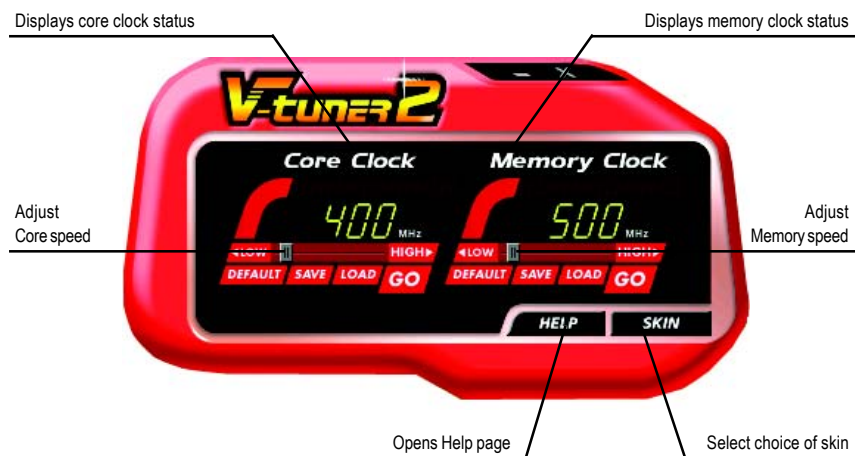 Displays core clock status
Displays memory clock status
V-tuner2
- X
Core Clock
Memory Clock
Adjust
Core speed
400 MHz
500 MHz
Adjust
Memory speed
LOW HIGH
LOW HIGH
DEFAULT SAVE LOAD GO
DEFAULT SAVE LOAD GO
HELP SKIN
Opens Help page
Select choice of skin